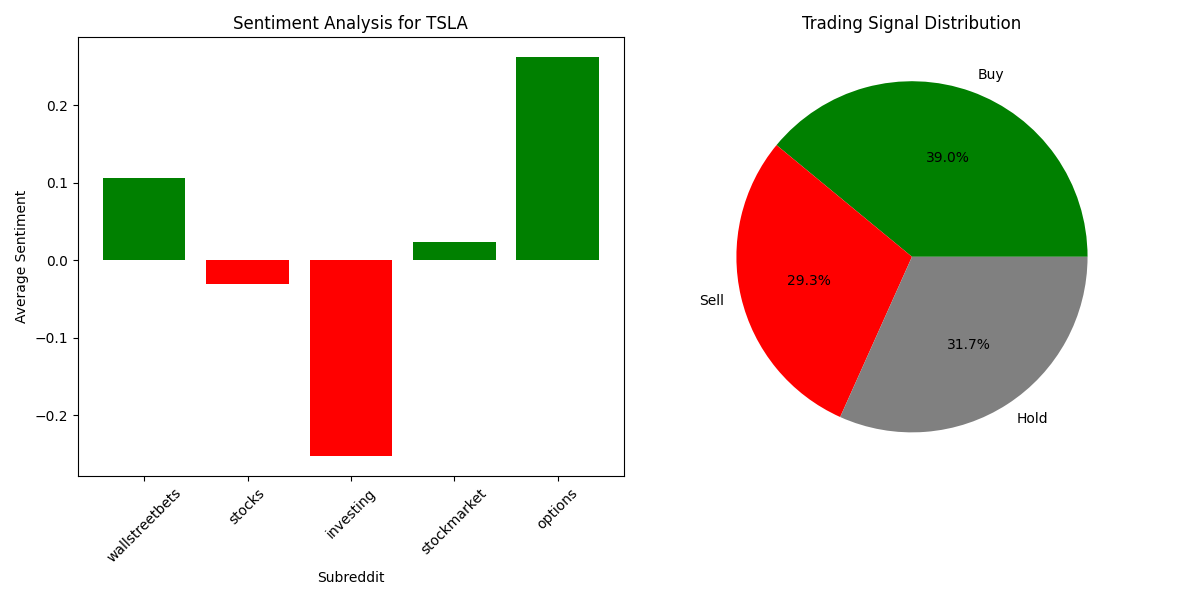 Sentiment Analysis for TSLA
Average Sentiment
0.2
0.1
0.0
−0.1
−0.2
wallstreetbets
stocks
investing
stockmarket
options
Subreddit
Trading Signal Distribution
Buy
39.0%
Sell
29.3%
31.7%
Hold